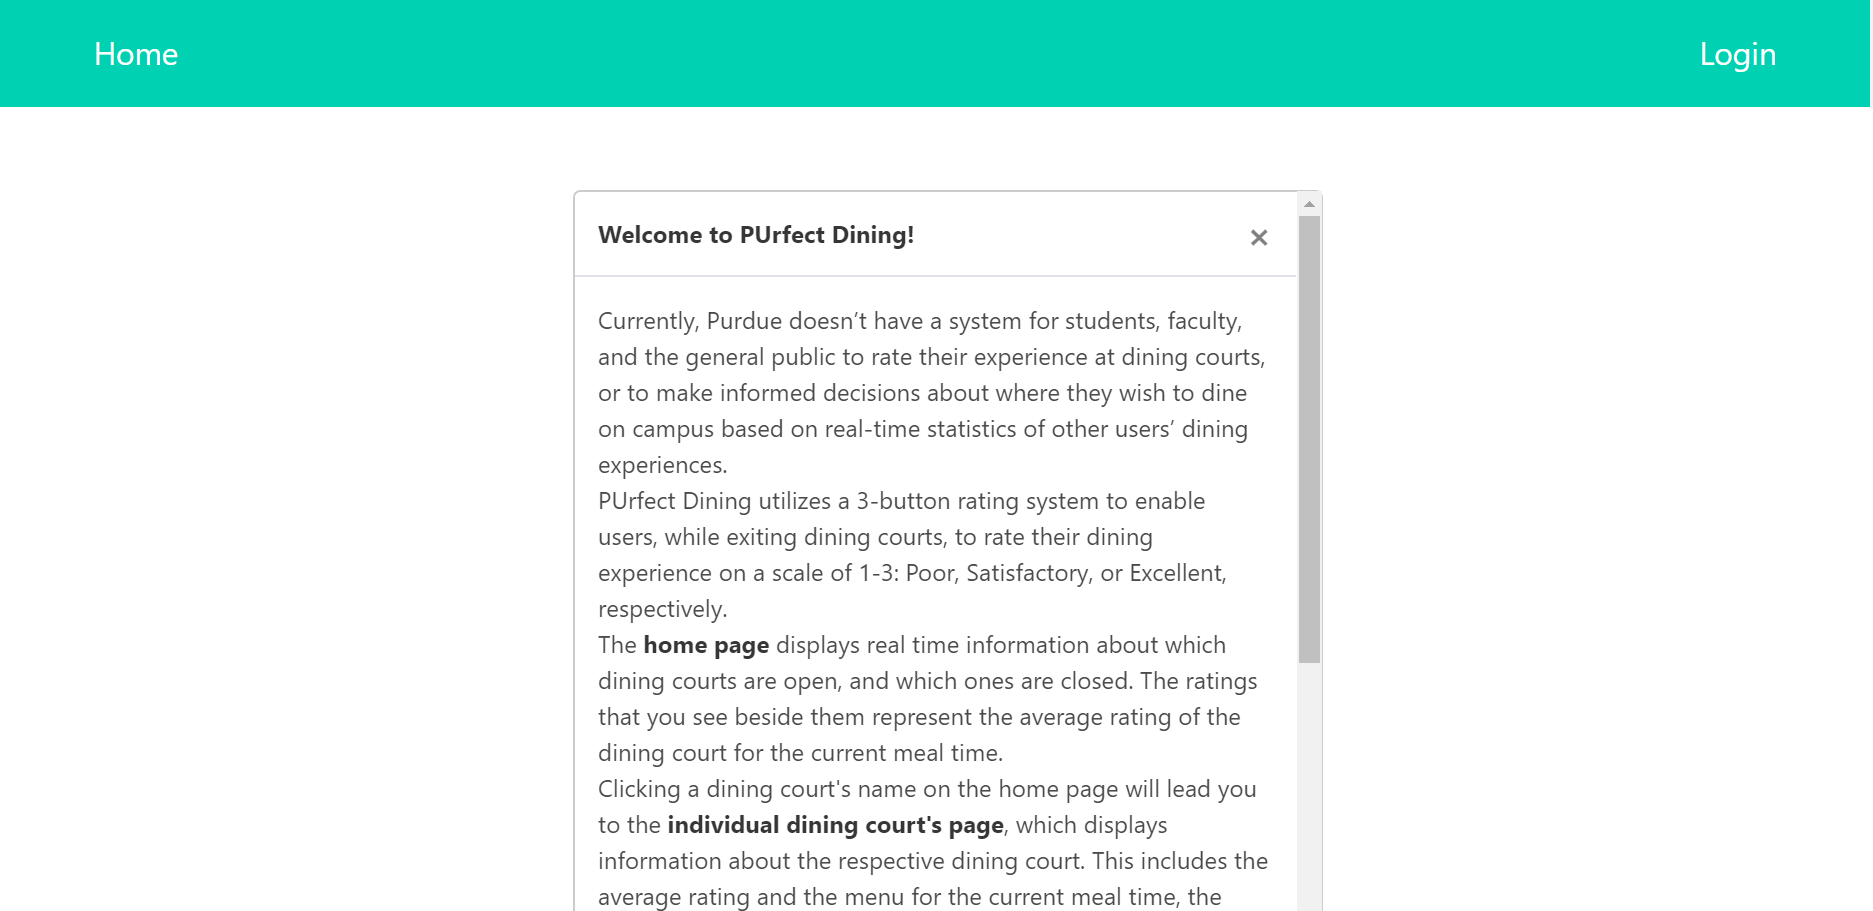 Home
Login
Welcome to PUrfect Dining!
×
Currently, Purdue doesn’t have a system for students, faculty,
and the general public to rate their experience at dining courts,
or to make informed decisions about where they wish to dine
on campus based on real-time statistics of other users’ dining
experiences.
PUrfect Dining utilizes a 3-button rating system to enable
users, while exiting dining courts, to rate their dining
experience on a scale of 1-3: Poor, Satisfactory, or Excellent,
respectively.
The home page displays real time information about which
dining courts are open, and which ones are closed. The ratings
that you see beside them represent the average rating of the
dining court for the current meal time.
Clicking a dining court's name on the home page will lead you
to the individual dining court's page, which displays
information about the respective dining court. This includes the
average rating and the menu for the current meal time, the